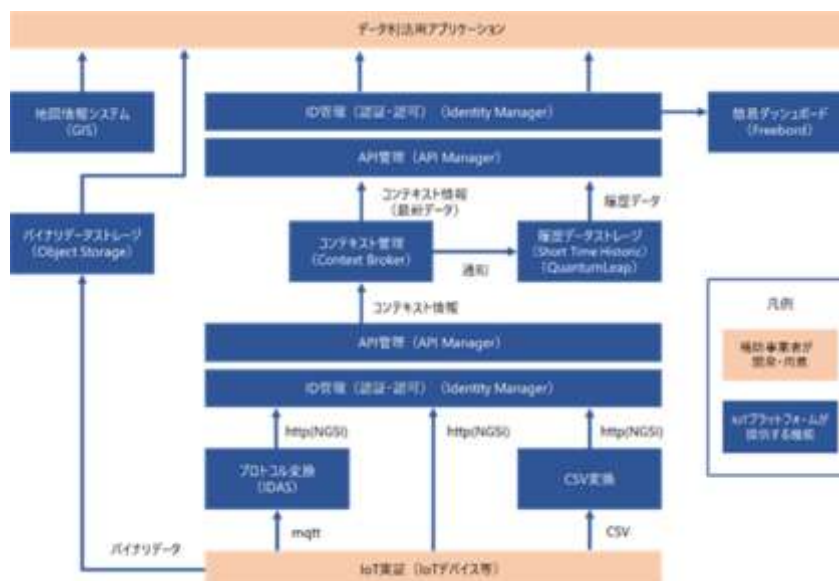 データ利活用アプリケーション
地図情報システム
(GIS)
ID管理（認証・認可）（Identity Manager）
簡易ダッシュボード
(Freebord)
API管理（API Manager）
コンテキスト情報
(最新データ)
履歴データ
バイナリデータストレージ
(Object Storage)
コンテキスト管理
(Context Broker)
通知
履歴データストレージ
(Short Time Historic)
(QuantumLeap)
コンテキスト情報
凡例
API管理（API Manager）
補助事業者が
開発・用意
ID管理（認証・認可）（Identity Manager）
IoTプラットフォームが
提供する機能
http(NGSI)
http(NGSI)
http(NGSI)
プロトコル変換
(IDAS)
CSV変換
mqtt
CSV
バイナリデータ
IoT実証（IoTデバイス等）